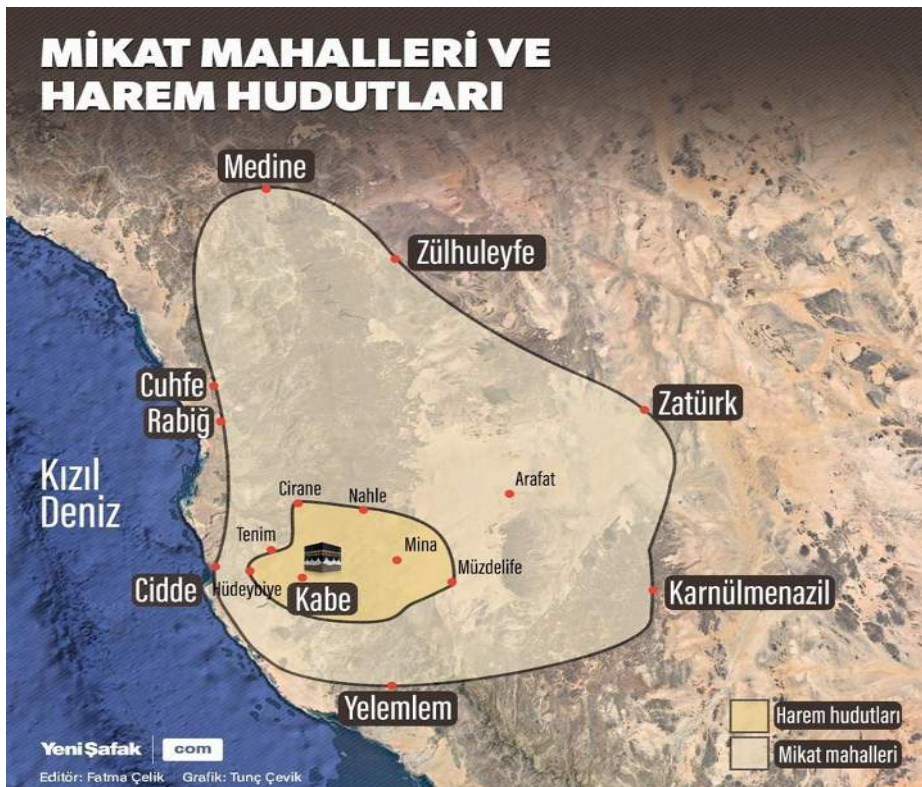 MİKAT MAHALLERİ VE
HAREM HUDUTLARI
Medine
Zülhuleyfe
Cuhfe
Rabiğ
Zatüırk
Kızıl
Deniz
Arafat
Cirane
Nahle
Tenim
Mina
Müzdelife
Cidde
Hüdeybiye
Kabe
Karnülmenazil
Yelemlem
Harem hudutları
Mikat mahalleri
YeniŞafak com
Editör: Fatma Çelik Grafik: Tunç Çevik